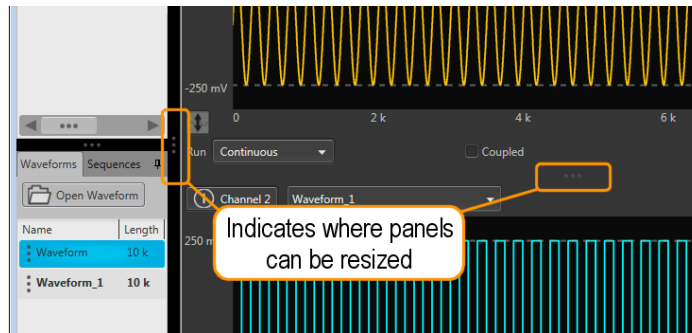 -250 mV
0 2 k 4 k 6 k
Run Continuous Coupled
Waveforms Sequences
Open Waveform
1 Channel 2 Waveform_1
Name Length
Waveform 10 k
Waveform_1 10 k
250 m
Indicates where panels
can be resized